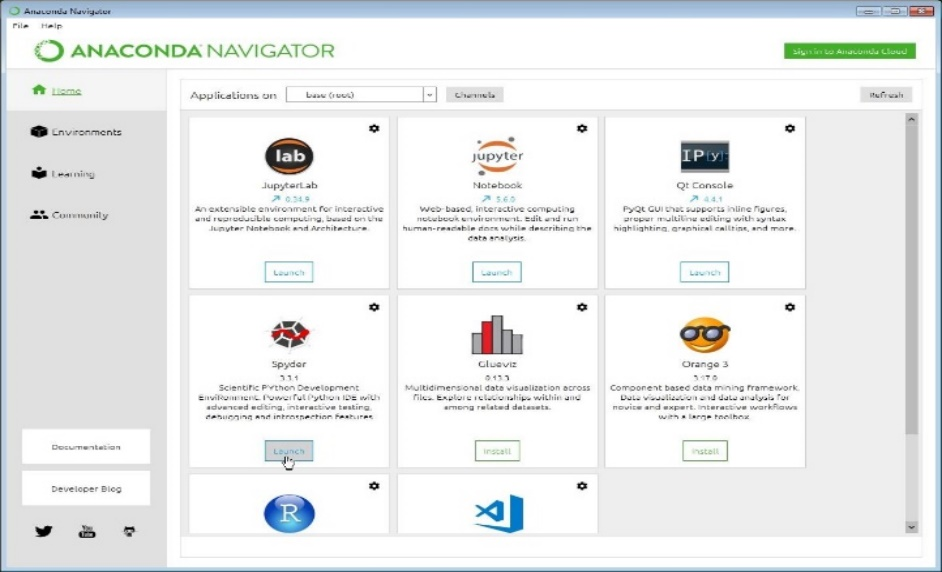 Anaconda Navigator
File Help
ANACONDA NAVIGATOR
Sign in to Anaconda Cloud
Home
Environments
Learning
Community
Documentation
Developer Blog
You
Tube
Applications on base (root) Channels Refresh
lab
JupyterLab
0.34.9
An extensible environment for interactive
and reproducible computing, based on the
Jupyter Notebook and Architecture.
Launch
jupyter
Notebook
5.6.0
Web-based, interactive computing
notebook environment. Edit and run
human-readable docs while describing the
data analysis.
Launch
IP[y]:
Qt Console
4.4.1
PyQt GUI that supports inline figures,
proper multiline editing with syntax
highlighting, graphical calltips, and more.
Launch
Spyder
3.3.1
Scientific PYthon Development
EnviRonment. Powerful Python IDE with
advanced editing, interactive testing,
debugging and introspection features
Launch
Glueviz
0.13.3
Multidimensional data visualization across
files. Explore relationships within and
among related datasets.
Install
Orange 3
3.17.0
Component based data mining framework.
Data visualization and data analysis for
novice and expert. Interactive workflows
with a large toolbox.
Install
R